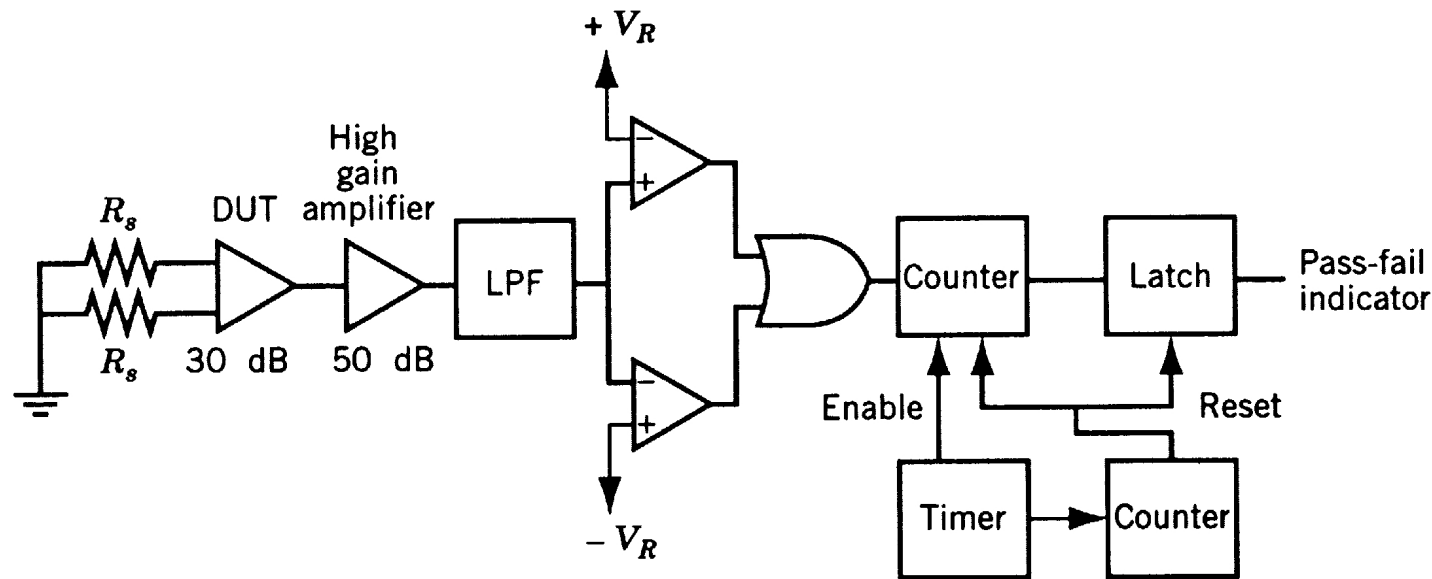 + V_R
High
gain
amplifier
DUT
R_s
R_s
30 dB
50 dB
LPF
−
+
−
+
− V_R
Counter
Latch
Pass-fail
indicator
Enable
Reset
Timer
Counter